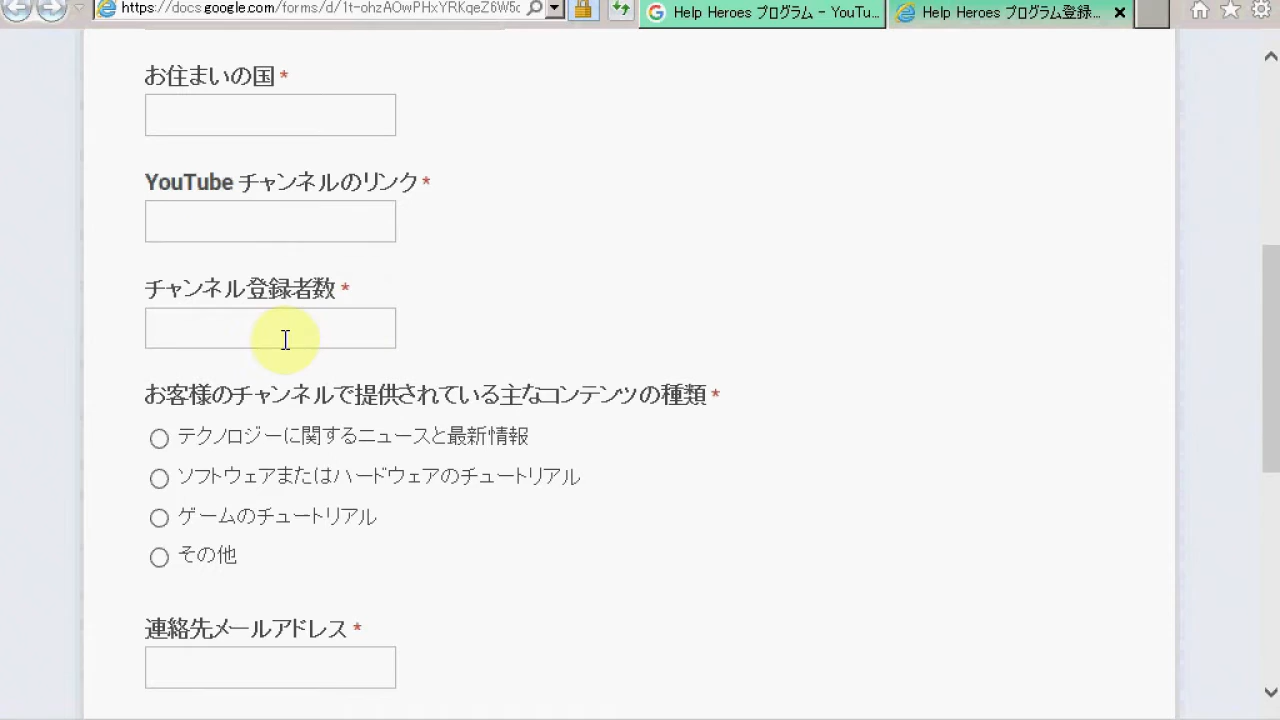 https://docs.google.com/forms/d/1t-ohzAOwPHxYRKqeZ6W5c
Help Heroes プログラム - YouTu...
Help Heroes プログラム登録...
お住まいの国 *
YouTube チャンネルのリンク *
チャンネル登録者数 *
お客様のチャンネルで提供されている主なコンテンツの種類 *
テクノロジーに関するニュースと最新情報
ソフトウェアまたはハードウェアのチュートリアル
ゲームのチュートリアル
その他
連絡先メールアドレス *